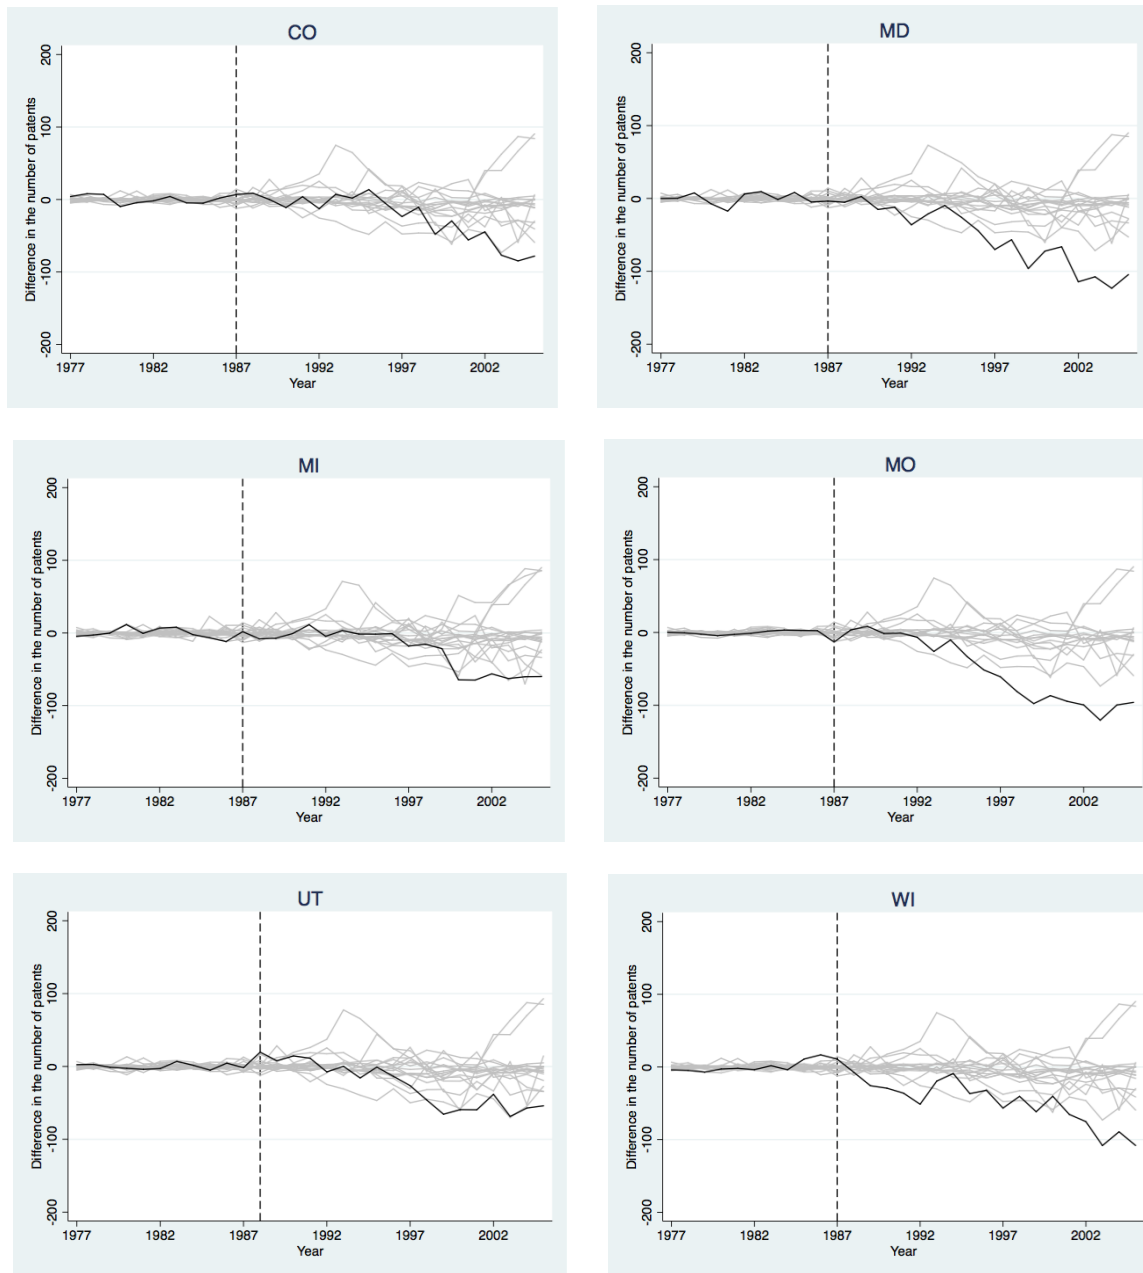 CO
Difference in the number of patents
200
100
0
-100
-200
1977 1982 1987 1992 1997 2002
Year
MD
Difference in the number of patents
200
100
0
-100
-200
1977 1982 1987 1992 1997 2002
Year
MI
Difference in the number of patents
200
100
0
-100
-200
1977 1982 1987 1992 1997 2002
Year
MO
Difference in the number of patents
200
100
0
-100
-200
1977 1982 1987 1992 1997 2002
Year
UT
Difference in the number of patents
200
100
0
-100
-200
1977 1982 1987 1992 1997 2002
Year
WI
Difference in the number of patents
200
100
0
-100
-200
1977 1982 1987 1992 1997 2002
Year